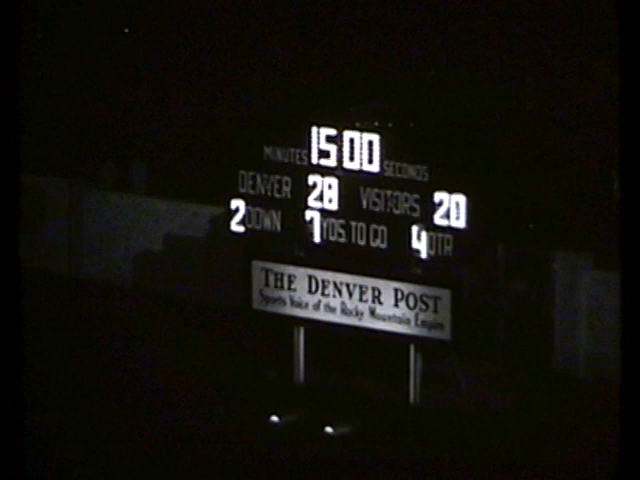 MINUTES 15 00 SECONDS
DENVER 28 VISITORS 20
2 DOWN 7 YDS. TO GO 4 QTR
THE DENVER POST
Sports Voice of the Rocky Mountain Empire